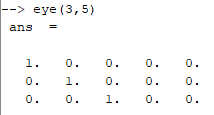 --> eye(3,5)
ans  =
1.  0.  0.  0.  0.
0.  1.  0.  0.  0.
0.  0.  1.  0.  0.